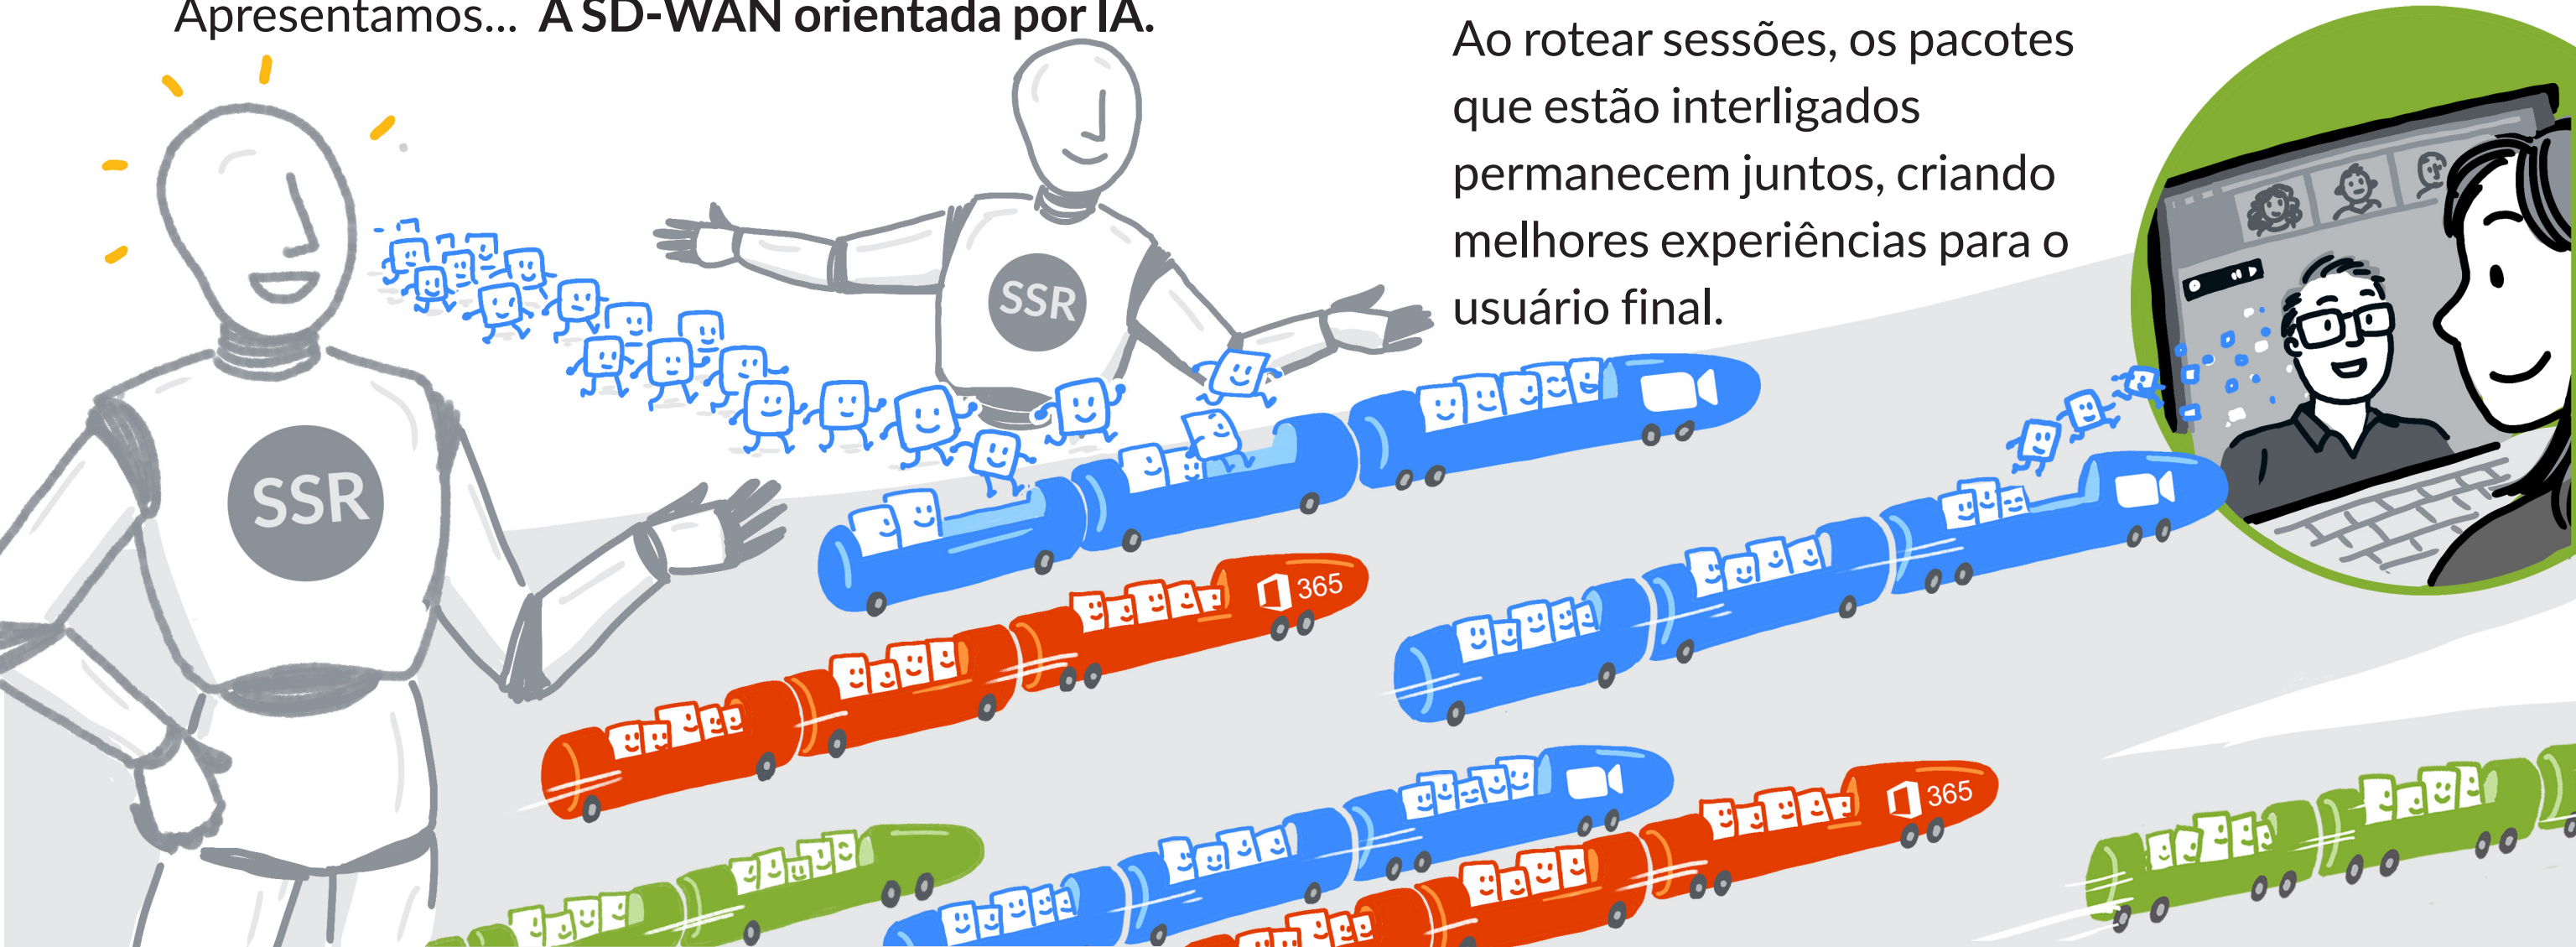 Apresentamos... A SD-WAN orientada por IA.
Ao rotear sessões, os pacotes
que estão interligados
permanecem juntos, criando
melhores experiências para o
usuário final.
SSR
SSR
365
365